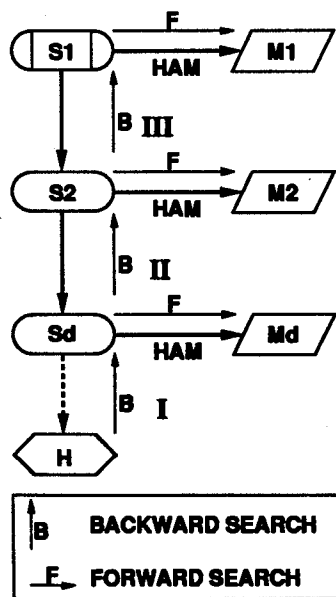 F
S1
M1
HAM
B III
F
S2
M2
HAM
B II
F
Sd
Md
HAM
B I
H
B BACKWARD SEARCH
F FORWARD SEARCH